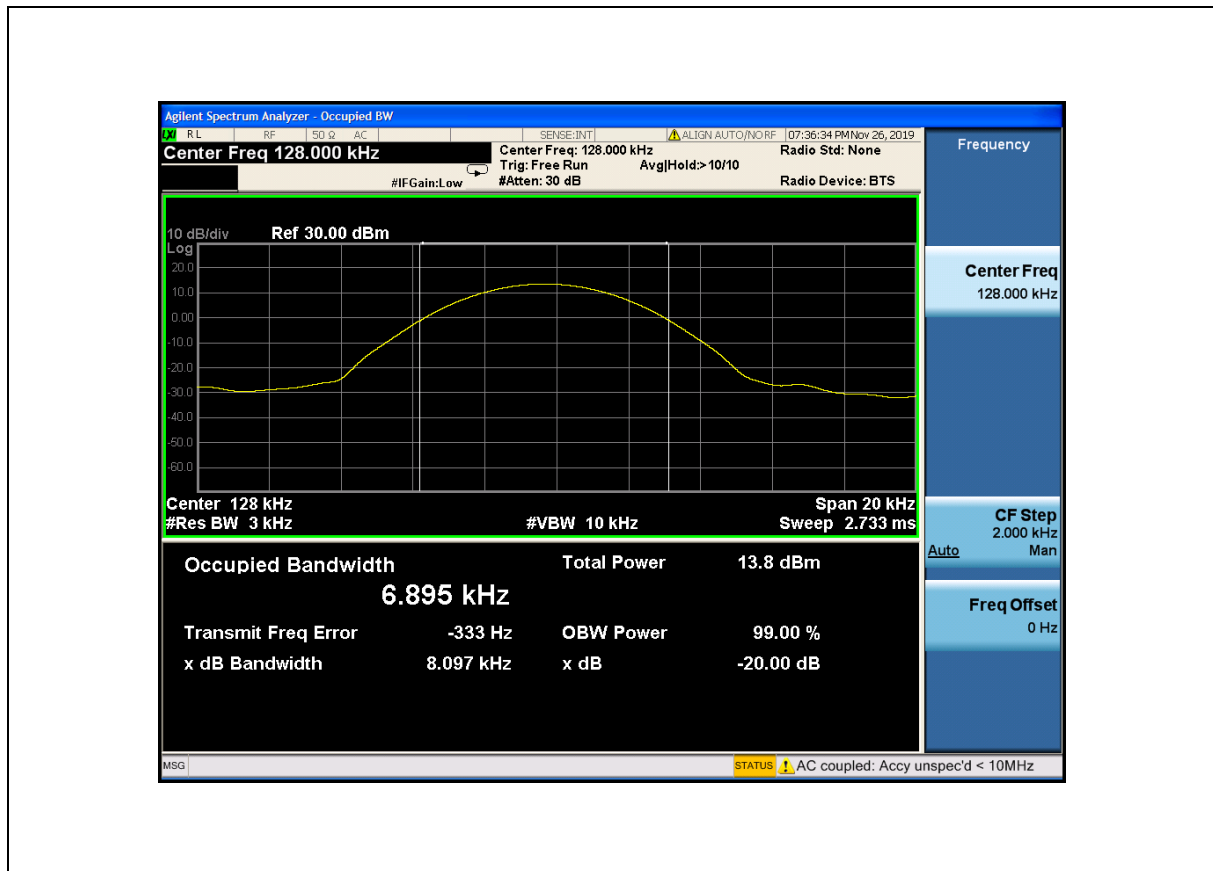 Agilent Spectrum Analyzer - Occupied BW
LXI RL RF 50 Ω AC SENSE:INT ALIGN AUTO/NO RF 07:36:34 PM Nov 26, 2019
Center Freq 128.000 kHz Center Freq: 128.000 kHz Radio Std: None
Trig: Free Run Avg|Hold:> 10/10
#IFGain:Low #Atten: 30 dB Radio Device: BTS
10 dB/div Ref 30.00 dBm
Log
20.0
10.0
0.00
-10.0
-20.0
-30.0
-40.0
-50.0
-60.0
Center 128 kHz Span 20 kHz
#Res BW 3 kHz #VBW 10 kHz Sweep 2.733 ms
Occupied Bandwidth Total Power 13.8 dBm
6.895 kHz
Transmit Freq Error -333 Hz OBW Power 99.00 %
x dB Bandwidth 8.097 kHz x dB -20.00 dB
Frequency
Center Freq
128.000 kHz
CF Step
2.000 kHz
Auto Man
Freq Offset
0 Hz
MSG STATUS AC coupled: Accy unspec'd < 10MHz